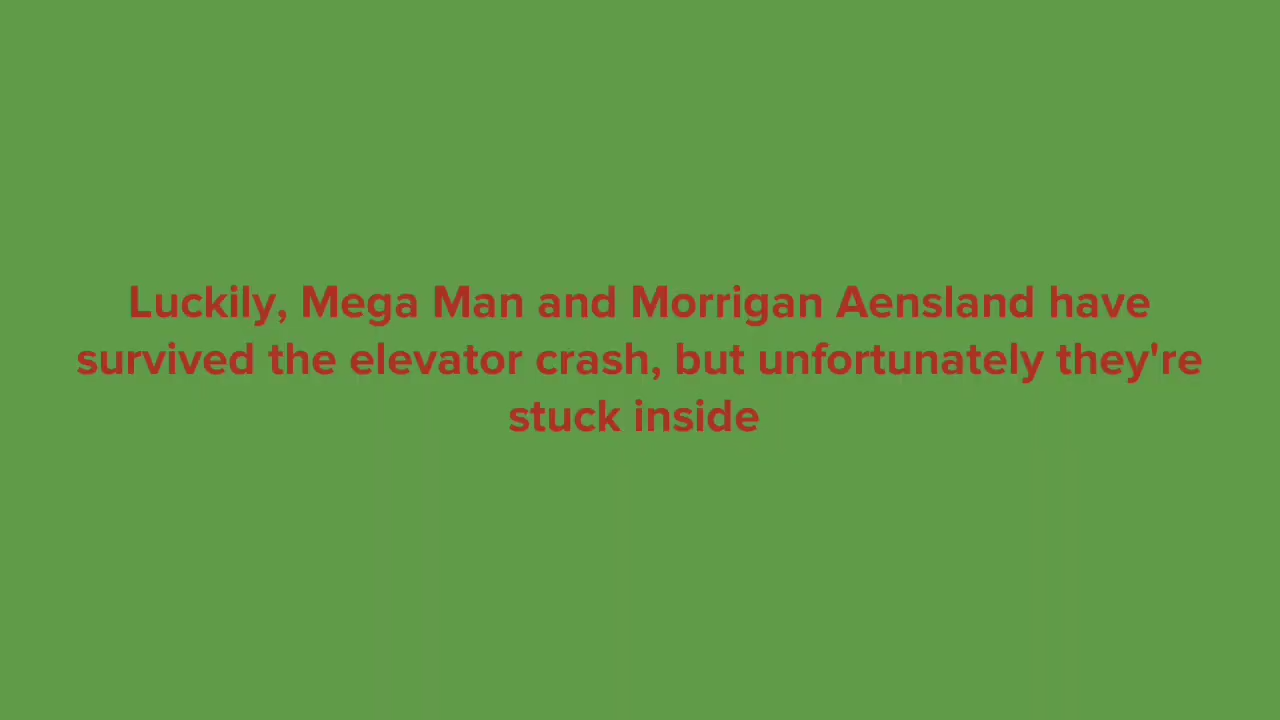 Luckily, Mega Man and Morrigan Aensland have
survived the elevator crash, but unfortunately they're
stuck inside